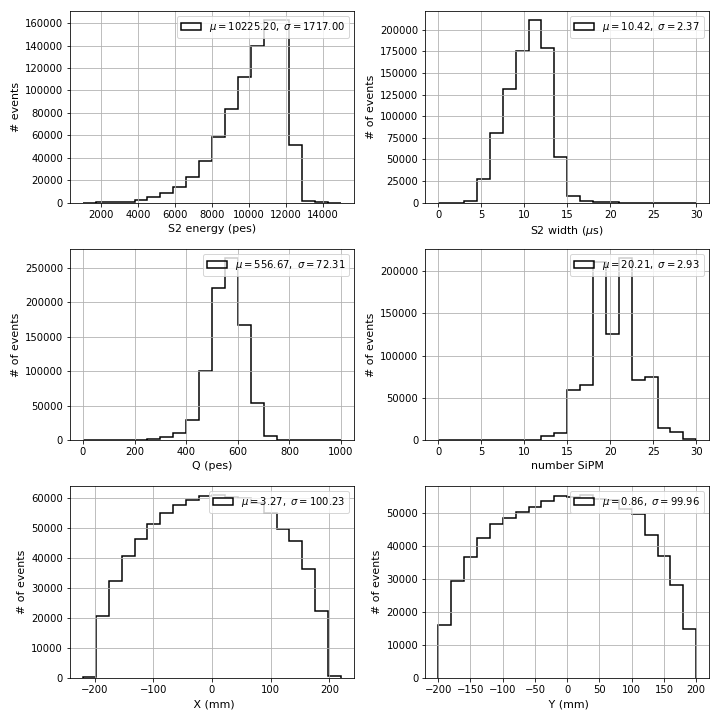 μ = 10225.20, σ = 1717.00
# events
160000
140000
120000
100000
80000
60000
40000
20000
0
2000 4000 6000 8000 10000 12000 14000
S2 energy (pes)
μ = 10.42, σ = 2.37
# of events
200000
175000
150000
125000
100000
75000
50000
25000
0
0 5 10 15 20 25 30
S2 width (μs)
μ = 556.67, σ = 72.31
# of events
250000
200000
150000
100000
50000
0
0 200 400 600 800 1000
Q (pes)
μ = 20.21, σ = 2.93
# of events
200000
150000
100000
50000
0
0 5 10 15 20 25 30
number SiPM
μ = 3.27, σ = 100.23
# of events
60000
50000
40000
30000
20000
10000
0
−200 −100 0 100 200
X (mm)
μ = 0.86, σ = 99.96
# of events
50000
40000
30000
20000
10000
0
−200 −150 −100 −50 0 50 100 150 200
Y (mm)